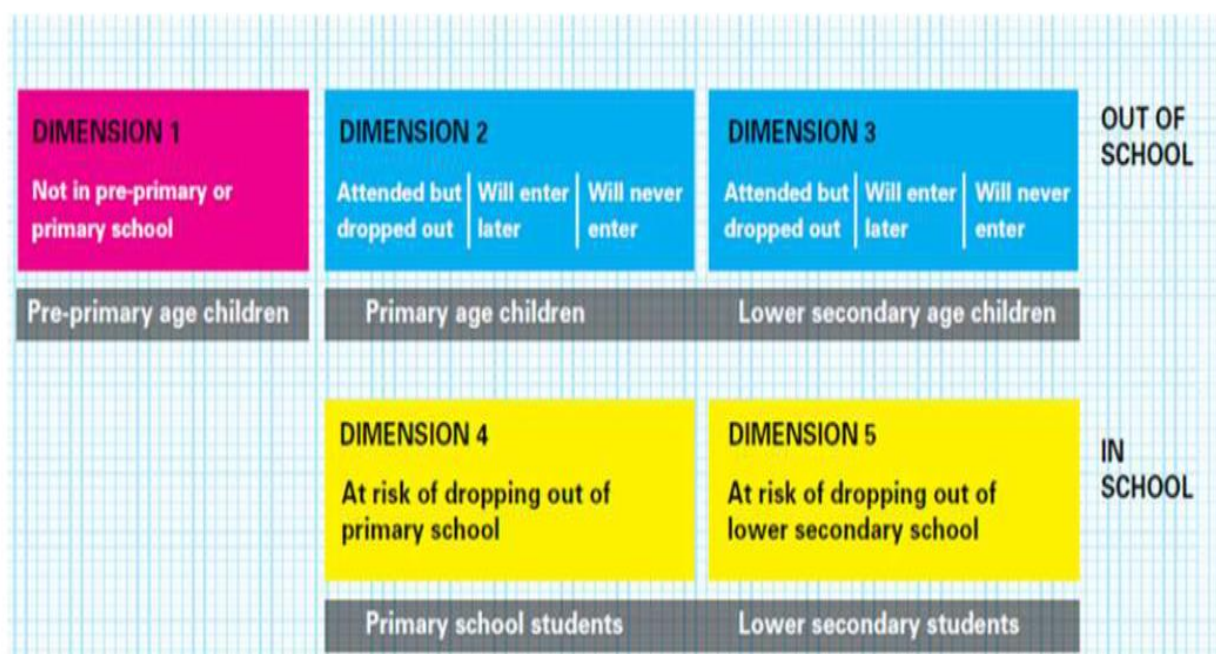 DIMENSION 1
Not in pre-primary or
primary school
DIMENSION 2
Attended but
dropped out
Will enter
later
Will never
enter
DIMENSION 3
Attended but
dropped out
Will enter
later
Will never
enter
OUT OF
SCHOOL
Pre-primary age children
Primary age children
Lower secondary age children
DIMENSION 4
At risk of dropping out of
primary school
DIMENSION 5
At risk of dropping out of
lower secondary school
IN
SCHOOL
Primary school students
Lower secondary students